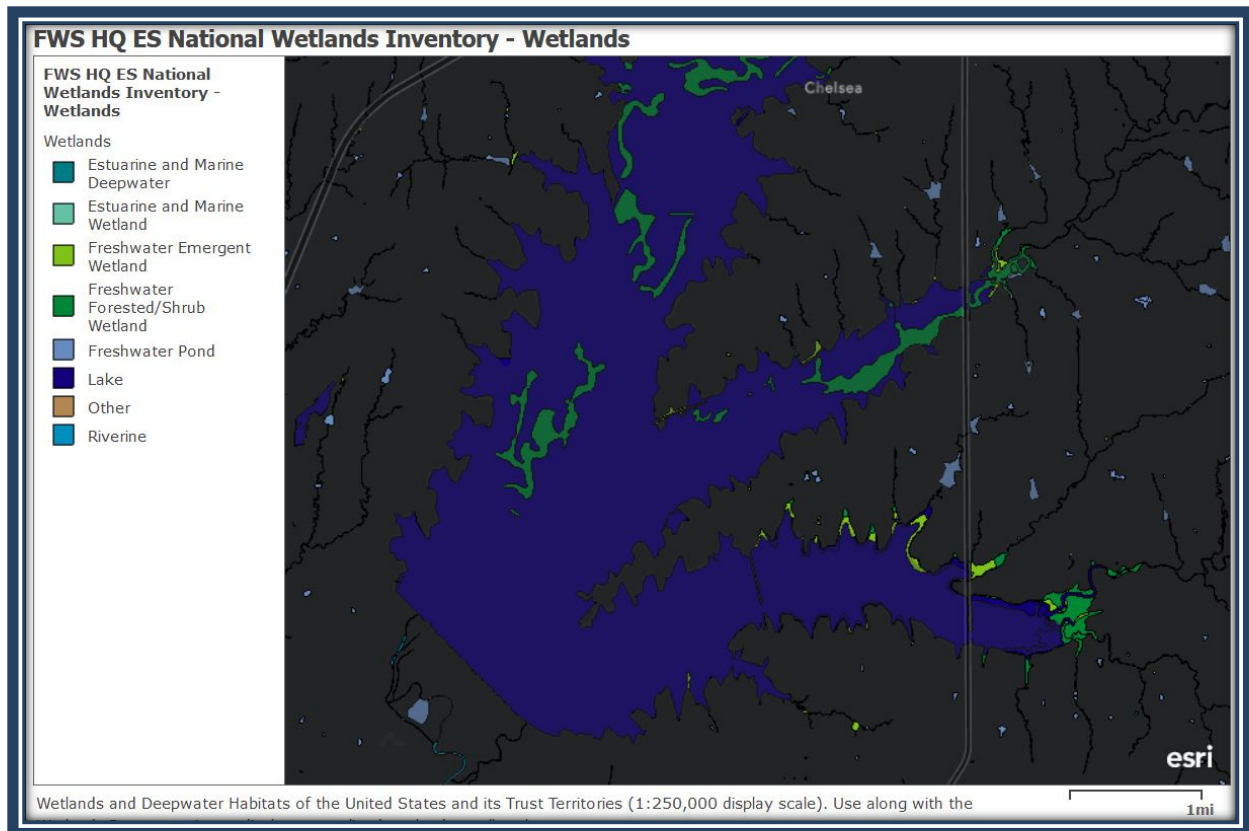 FWS HQ ES National Wetlands Inventory - Wetlands
FWS HQ ES National
Wetlands Inventory -
Wetlands
Wetlands
Estuarine and Marine
Deepwater
Estuarine and Marine
Wetland
Freshwater Emergent
Wetland
Freshwater
Forested/Shrub
Wetland
Freshwater Pond
Lake
Other
Riverine
Chelsea
esri
Wetlands and Deepwater Habitats of the United States and its Trust Territories (1:250,000 display scale). Use along with the
1mi